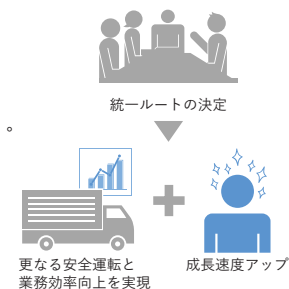 統一ルートの決定
。
更なる安全運転と
業務効率向上を実現
成長速度アップ